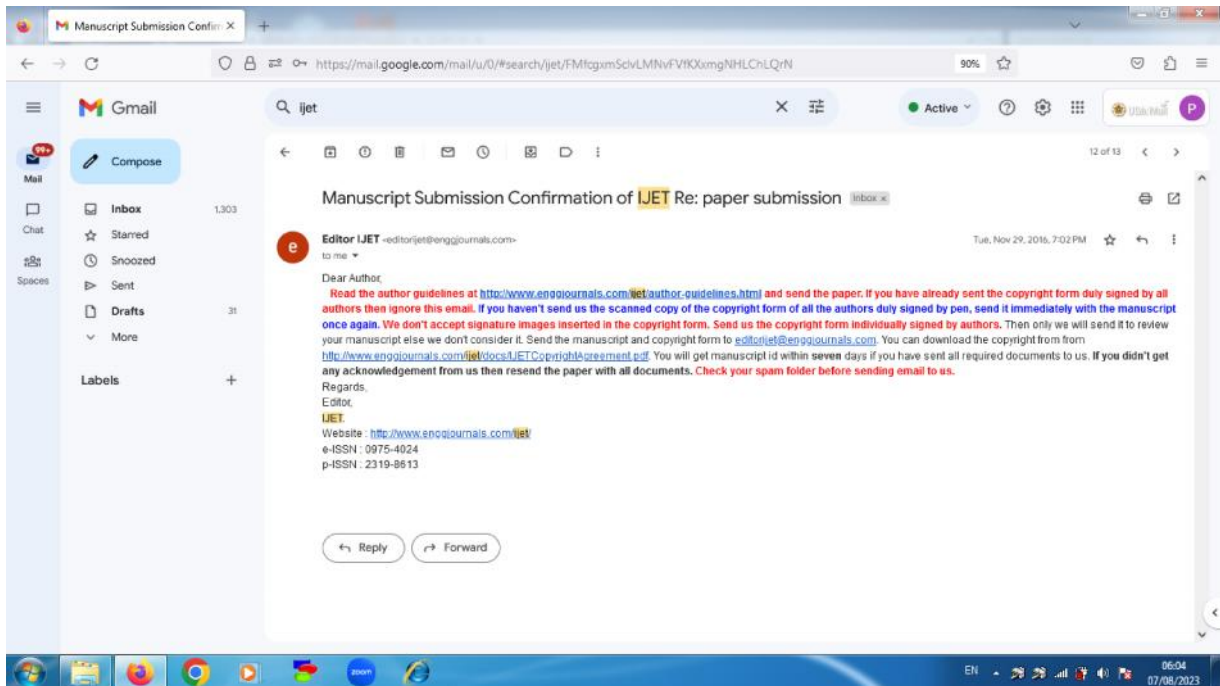 Manuscript Submission Confirm
https://mail.google.com/mail/u/0/#search/ijet/
90%
Gmail
ijet
Active
P
99+
Mail
Chat
Spaces
Compose
Inbox 1,303
Starred
Snoozed
Sent
Drafts 31
More
Labels
12 of 13
Manuscript Submission Confirmation of IJET Re: paper submission Inbox x
e
Editor IJET <editorijet@enggjournals.com>
Tue, Nov 29, 2016, 7:02 PM
to me
Dear Author,
Read the author guidelines at http://www.enggjournals.com/ijet/author-guidelines.html and send the paper. If you have already sent the copyright form duly signed by all
authors then ignore this email. If you haven't send us the scanned copy of the copyright form of all the authors duly signed by pen, send it immediately with the manuscript
once again. We don't accept signature images inserted in the copyright form. Send us the copyright form individually signed by authors. Then only we will send it to review
your manuscript else we don't consider it. Send the manuscript and copyright form to editorijet@enggjournals.com. You can download the copyright from from
http://www.enggjournals.com/ijet/docs/IJETCopyrightAgreement.pdf. You will get manuscript id within seven days if you have sent all required documents to us. If you didn't get
any acknowledgement from us then resend the paper with all documents. Check your spam folder before sending email to us.
Regards,
Editor,
IJET.
Website : http://www.enggjournals.com/ijet/
e-ISSN : 0975-4024
p-ISSN : 2319-8613
Reply
Forward
zoom
EN
06:04
07/08/2023